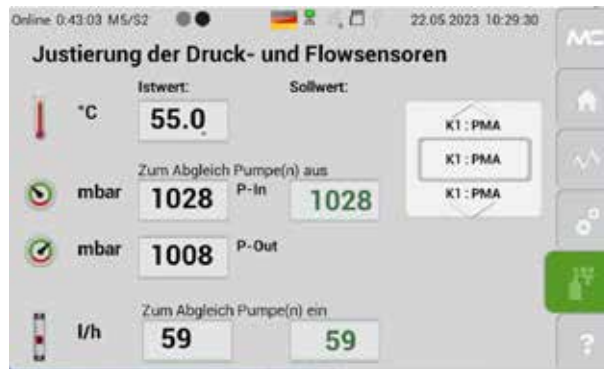 Online 0:43:03 M5/S2 22.05.2023 10:29:30
MC
Justierung der Druck- und Flowsensoren
Istwert: Sollwert:
°C 55.0
K1 : PMA
K1 : PMA
K1 : PMA
Zum Abgleich Pumpe(n) aus
mbar 1028 P-In 1028
mbar 1008 P-Out
Zum Abgleich Pumpe(n) ein
l/h 59 59
?